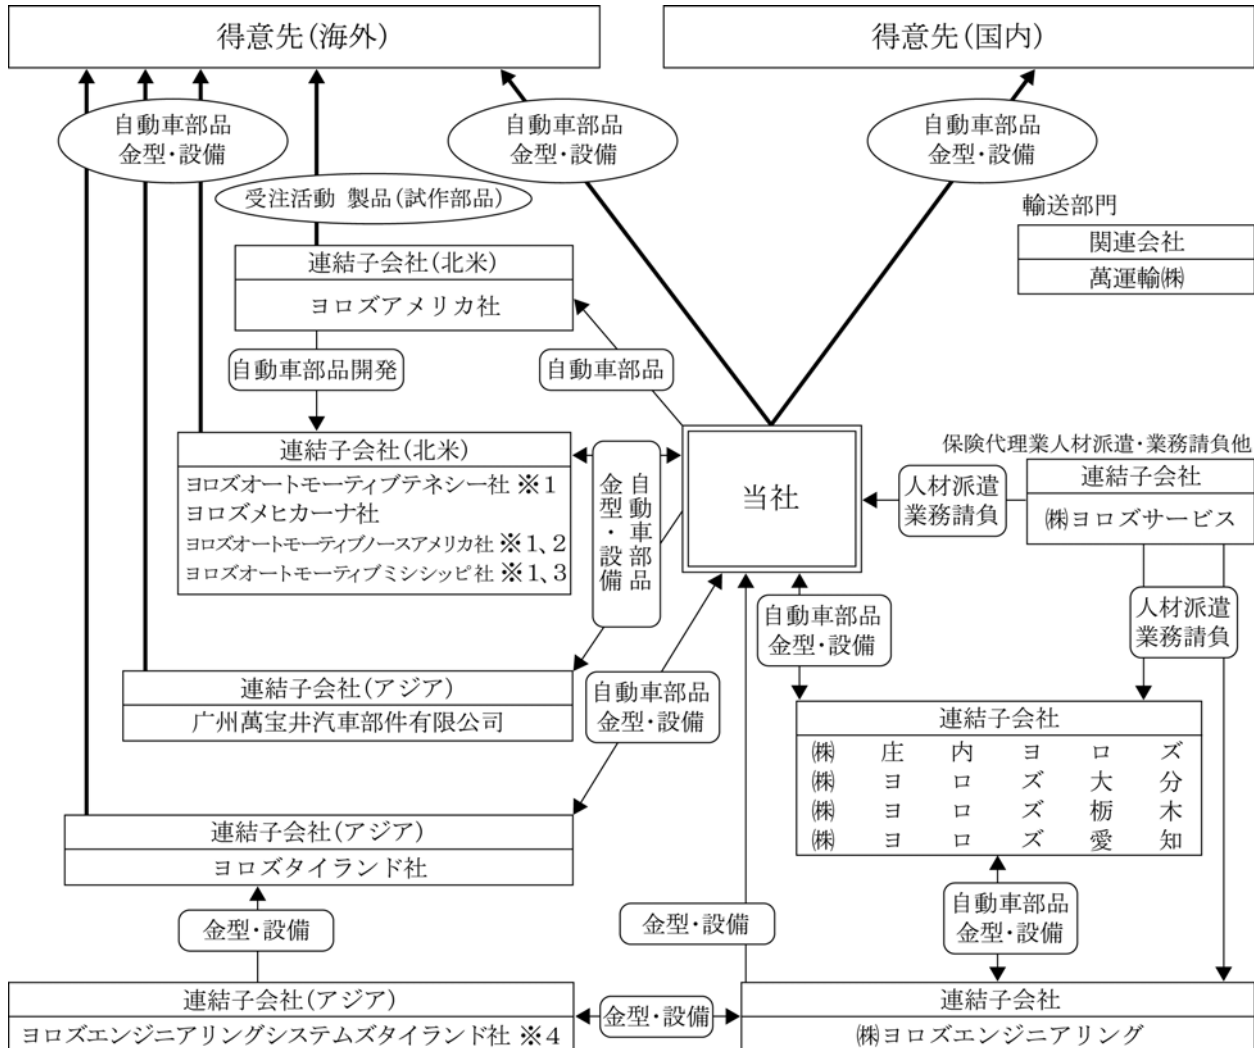 得意先(海外)
得意先(国内)
自動車部品
金型・設備
自動車部品
金型・設備
自動車部品
金型・設備
受注活動 製品(試作部品)
輸送部門
関連会社
萬運輸㈱
連結子会社(北米)
ヨロズアメリカ社
自動車部品開発
自動車部品
連結子会社(北米)
ヨロズオートモーティブテネシー社 ※1
ヨロズメヒカーナ社
ヨロズオートモーティブノースアメリカ社 ※1、2
ヨロズオートモーティブミシシッピ社 ※1、3
自動車部品
金型・設備
当社
保険代理業人材派遣・業務請負他
連結子会社
㈱ヨロズサービス
人材派遣
業務請負
人材派遣
業務請負
自動車部品
金型・設備
連結子会社(アジア)
广州萬宝井汽車部件有限公司
自動車部品
金型・設備
連結子会社
㈱庄内ヨロズ
㈱ヨロズ大分
㈱ヨロズ栃木
㈱ヨロズ愛知
連結子会社(アジア)
ヨロズタイランド社
金型・設備
金型・設備
自動車部品
金型・設備
連結子会社(アジア)
ヨロズエンジニアリングシステムズタイランド社 ※4
金型・設備
連結子会社
㈱ヨロズエンジニアリング